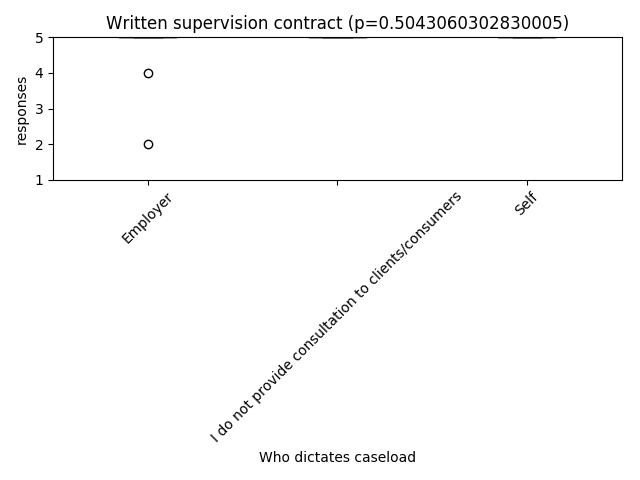 Written supervision contract (p=0.5043060302830005)
5
4
3
2
1
responses
Employer
I do not provide consultation to clients/consumers
Self
Who dictates caseload